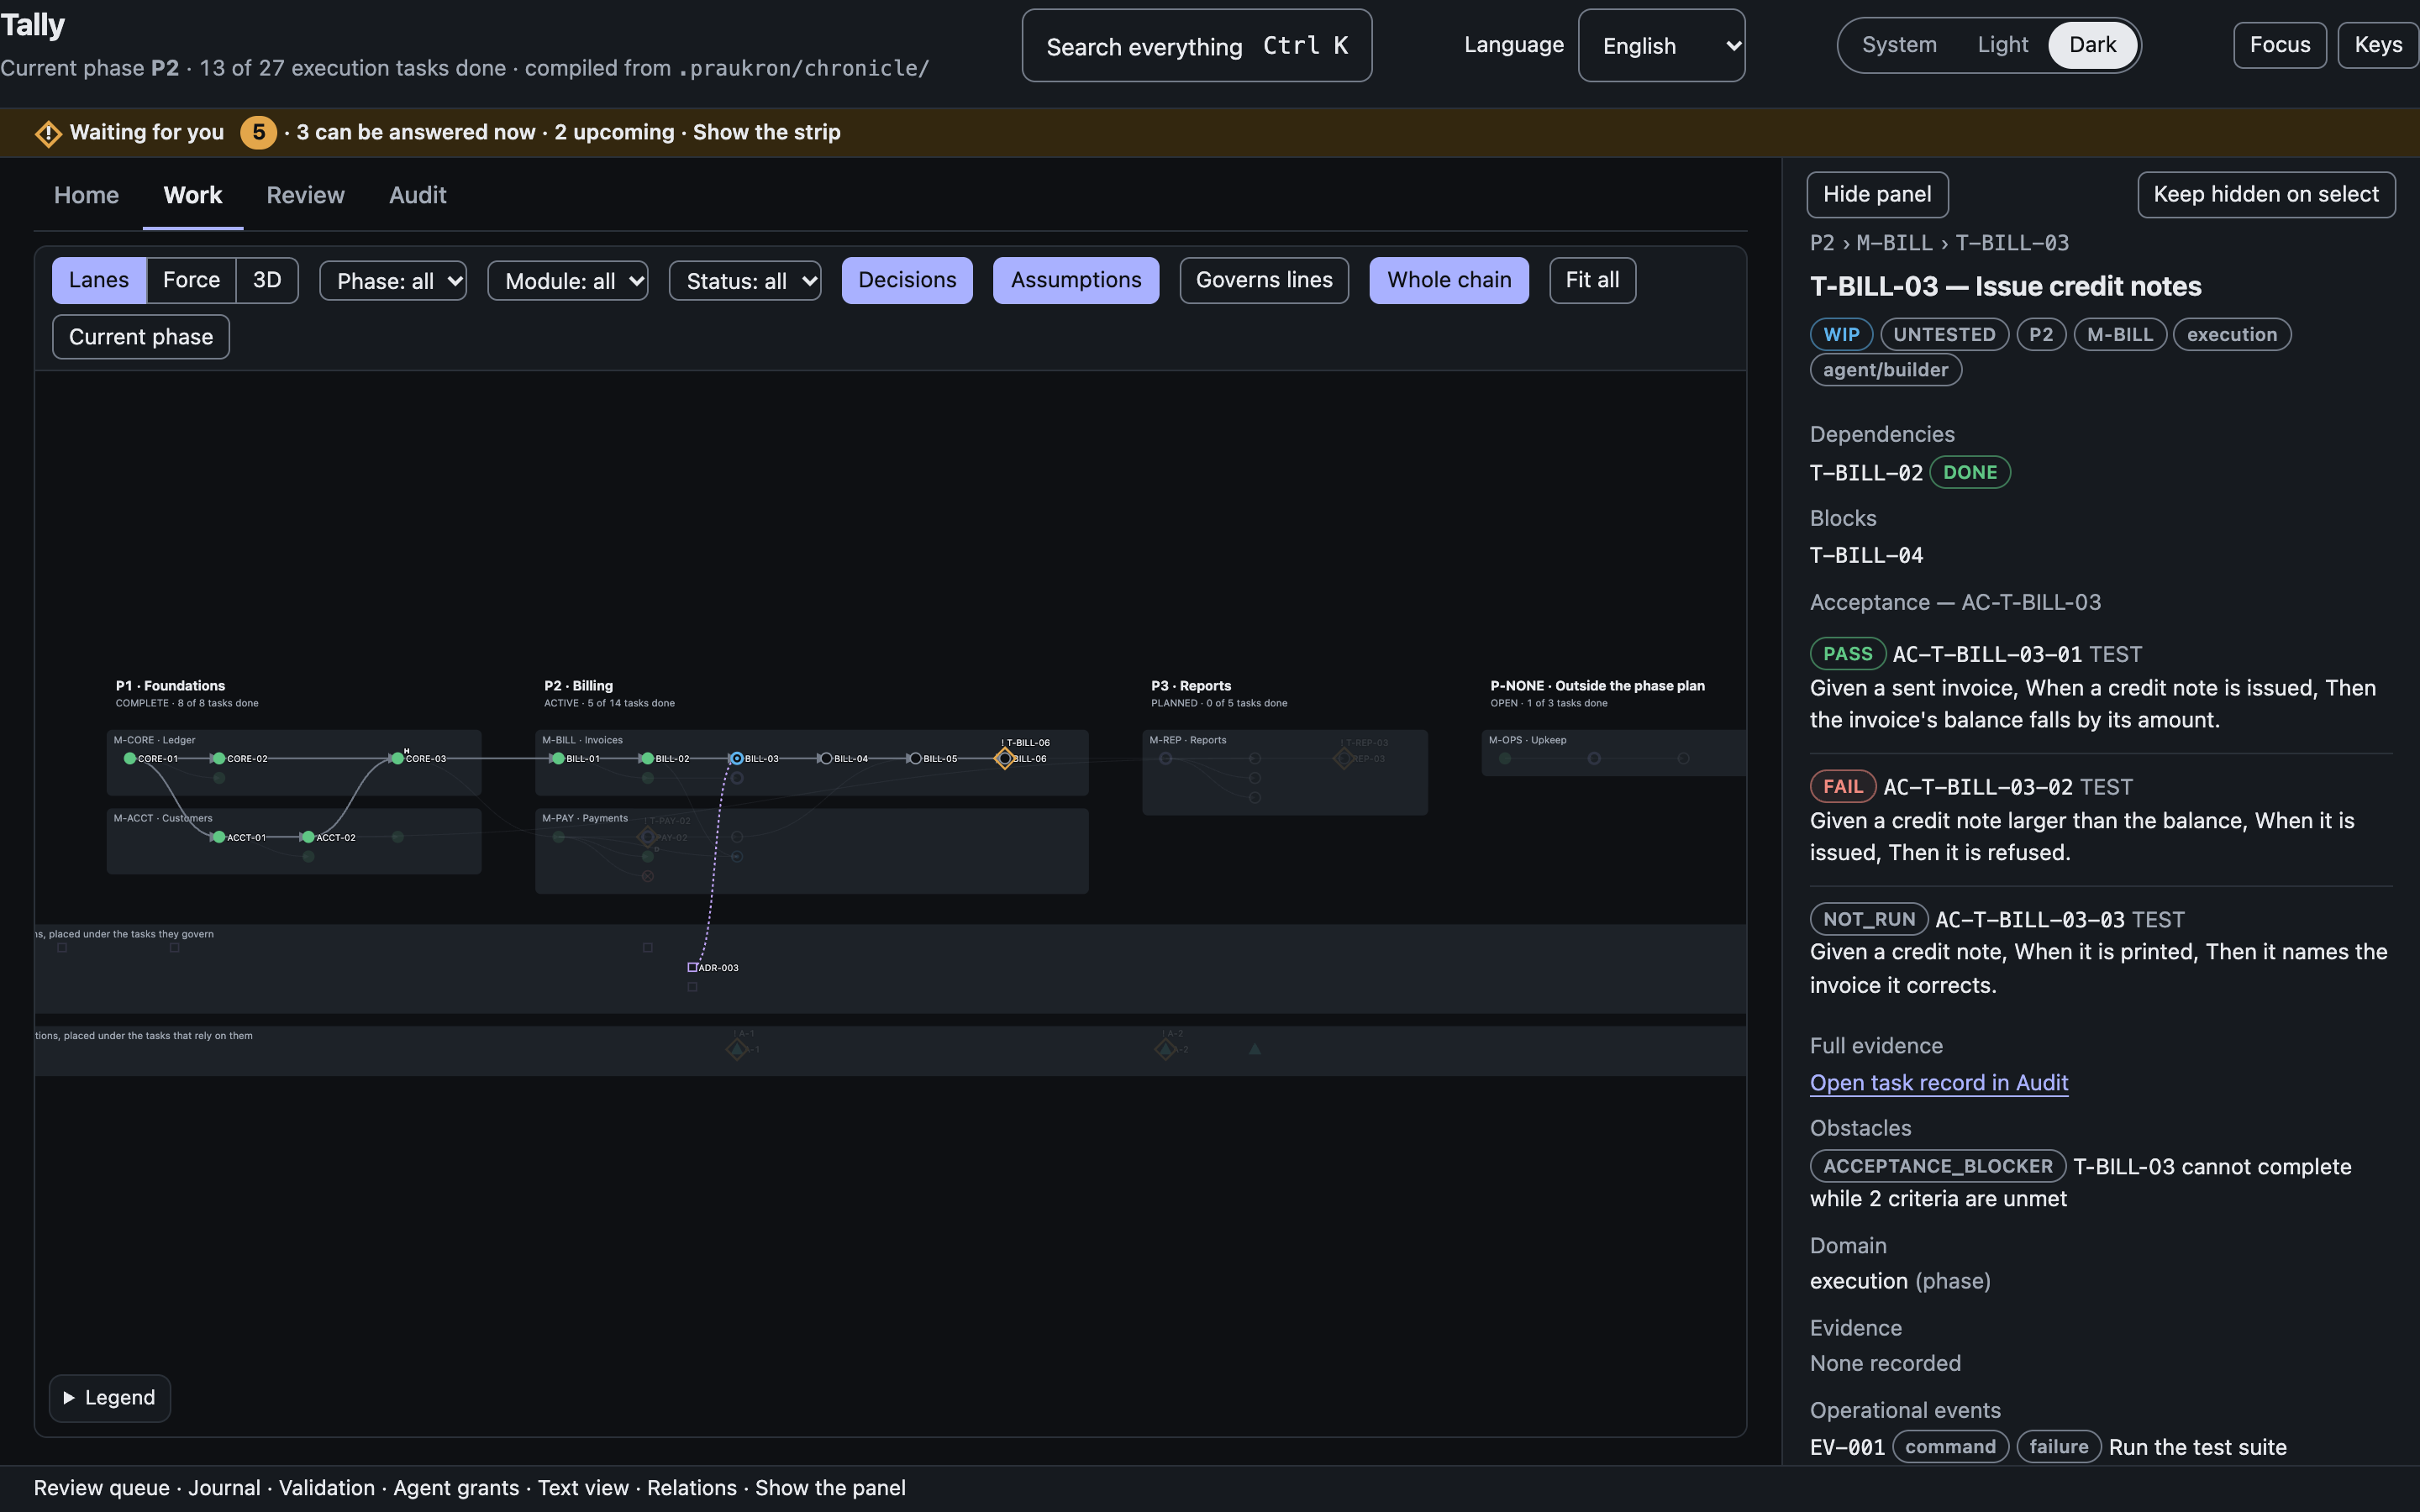 Tally
Current phase P2 · 13 of 27 execution tasks done · compiled from .praukron/chronicle/
Search everything Ctrl K
Language English
System Light Dark
Focus Keys
Waiting for you 5 · 3 can be answered now · 2 upcoming · Show the strip
Home Work Review Audit
Lanes Force 3D Phase: all Module: all Status: all Decisions Assumptions Governs lines Whole chain Fit all
Current phase
P1 · Foundations
COMPLETE · 8 of 8 tasks done
P2 · Billing
ACTIVE · 5 of 14 tasks done
P3 · Reports
PLANNED · 0 of 5 tasks done
P-NONE · Outside the phase plan
OPEN · 1 of 3 tasks done
M-CORE · Ledger
CORE-01 CORE-02 H CORE-03
M-ACCT · Customers
ACCT-01 ACCT-02
M-BILL · Invoices
! T-BILL-06
BILL-01 BILL-02 BILL-03 BILL-04 BILL-05 BILL-06
M-PAY · Payments
! T-PAY-02
PAY-02
M-REP · Reports
! T-REP-03
REP-03
M-OPS · Upkeep
ns, placed under the tasks they govern
ADR-003
tions, placed under the tasks that rely on them
! A-1
! A-2
Legend
Hide panel Keep hidden on select
P2 › M-BILL › T-BILL-03
T-BILL-03 — Issue credit notes
WIP UNTESTED P2 M-BILL execution
agent/builder
Dependencies
T-BILL-02 DONE
Blocks
T-BILL-04
Acceptance — AC-T-BILL-03
PASS AC-T-BILL-03-01 TEST
Given a sent invoice, When a credit note is issued, Then
the invoice's balance falls by its amount.
FAIL AC-T-BILL-03-02 TEST
Given a credit note larger than the balance, When it is
issued, Then it is refused.
NOT_RUN AC-T-BILL-03-03 TEST
Given a credit note, When it is printed, Then it names the
invoice it corrects.
Full evidence
Open task record in Audit
Obstacles
ACCEPTANCE_BLOCKER T-BILL-03 cannot complete
while 2 criteria are unmet
Domain
execution (phase)
Evidence
None recorded
Operational events
EV-001 command failure Run the test suite
Review queue · Journal · Validation · Agent grants · Text view · Relations · Show the panel